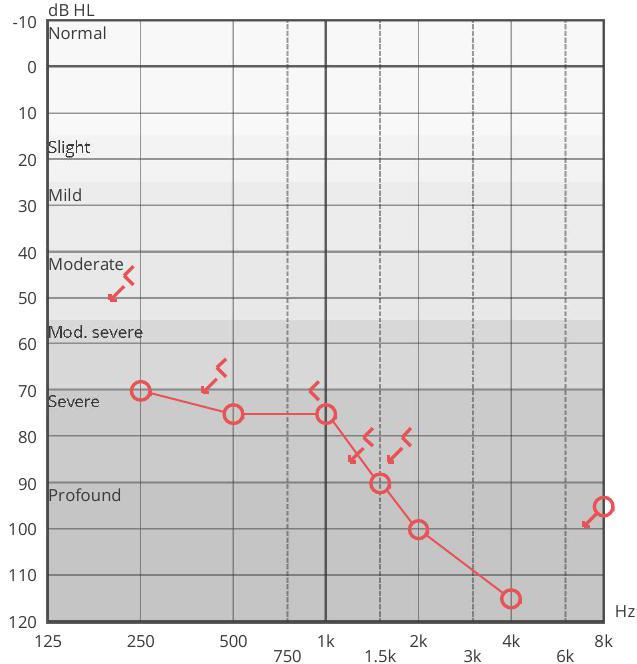 dB HL
-10
Normal
0
10
Slight
20
Mild
30
40
Moderate
50
Mod. severe
60
70
Severe
80
90
Profound
100
110
120
Hz
125 250 500 1k 2k 4k 8k
750 1.5k 3k 6k